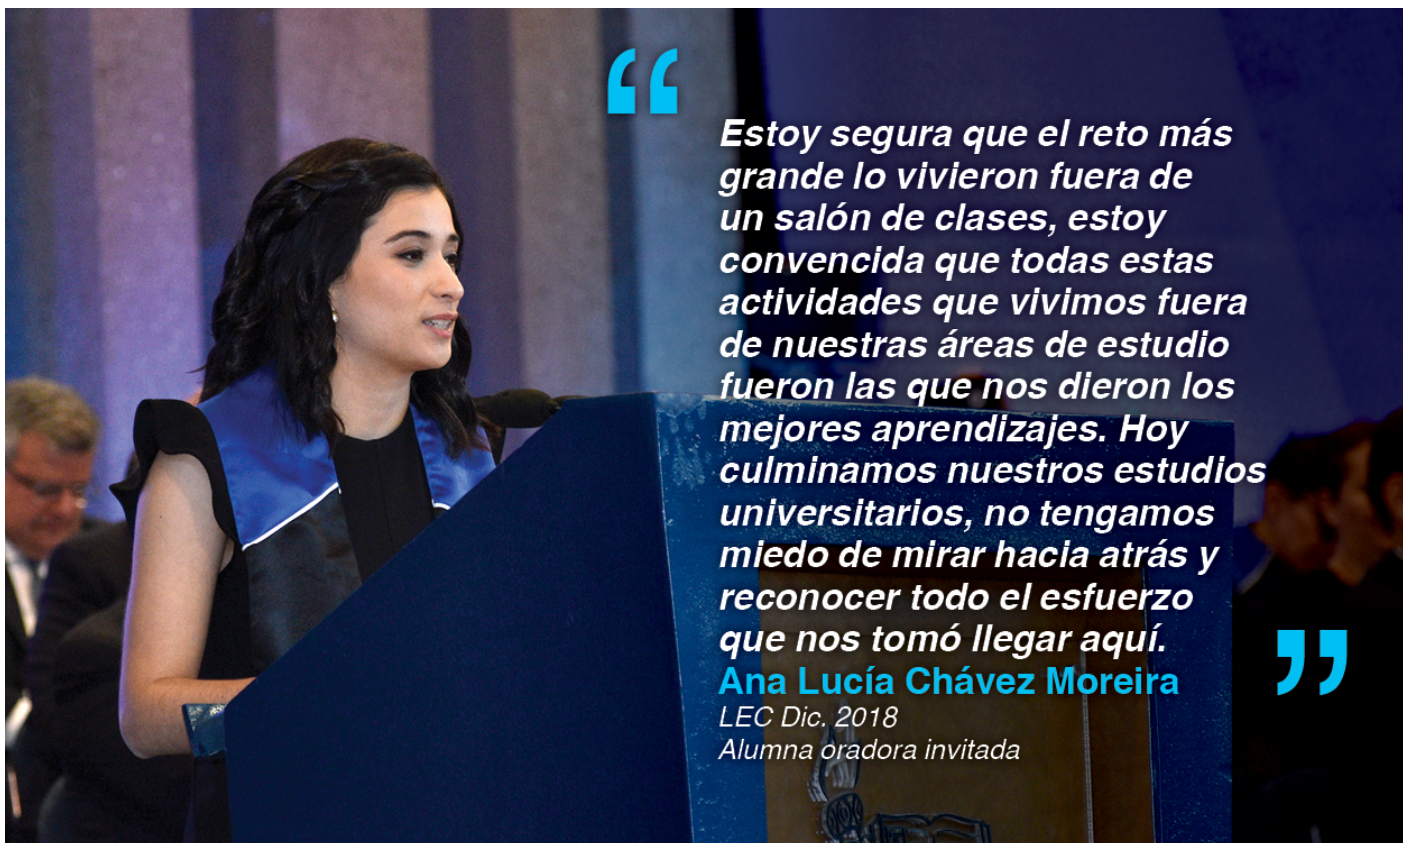 “
Estoy segura que el reto más
grande lo vivieron fuera de
un salón de clases, estoy
convencida que todas estas
actividades que vivimos fuera
de nuestras áreas de estudio
fueron las que nos dieron los
mejores aprendizajes. Hoy
culminamos nuestros estudios
universitarios, no tengamos
miedo de mirar hacia atrás y
reconocer todo el esfuerzo
que nos tomó llegar aquí.
”
Ana Lucía Chávez Moreira
LEC Dic. 2018
Alumna oradora invitada